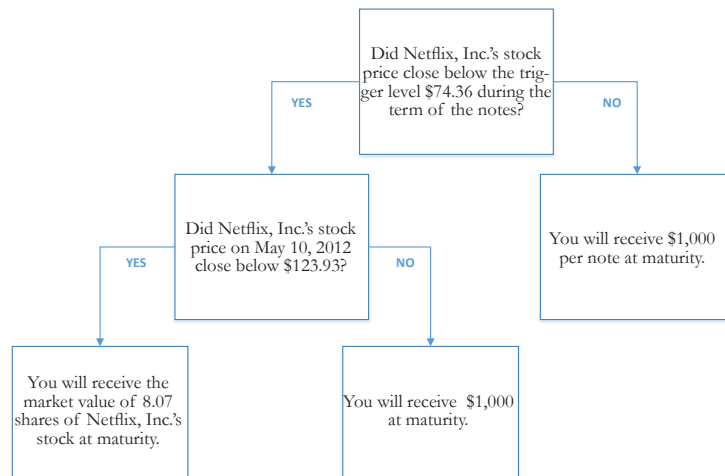 Did Netflix, Inc.'s stock
price close below the trig-
ger level $74.36 during the
term of the notes?
YES
NO
Did Netflix, Inc.'s stock
price on May 10, 2012
close below $123.93?
You will receive $1,000
per note at maturity.
YES
NO
You will receive the
market value of 8.07
shares of Netflix, Inc.'s
stock at maturity.
You will receive $1,000
at maturity.